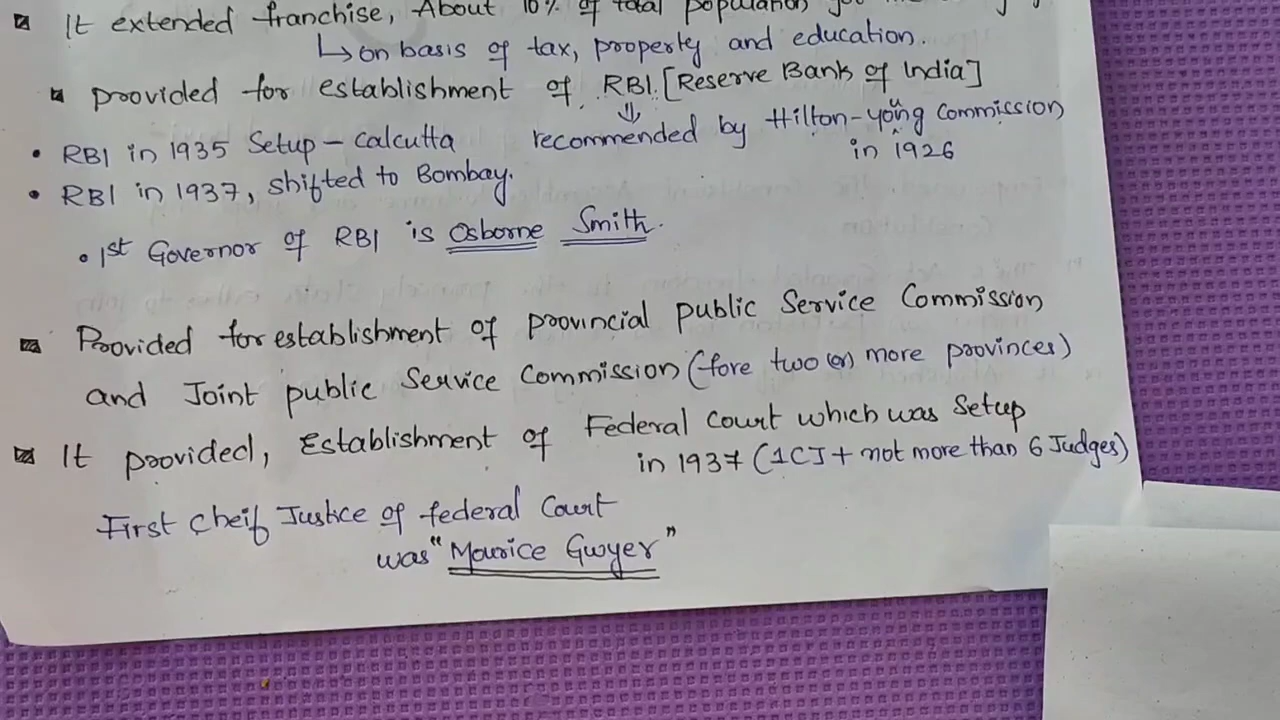 It extended franchise, About 10% of total population
↳ on basis of tax, property and education.
provided for establishment of RBI. [Reserve Bank of India]
⇓ recommended by Hilton-young Commission
in 1926
• RBI in 1935 Setup - Calcutta
• RBI in 1937, shifted to Bombay.
• 1st Governor of RBI is Osborne Smith.
Provided for establishment of provincial public Service Commission
and Joint public Service Commission (fore two (or) more provinces)
It provided, Establishment of Federal Court which was Setup
in 1937 (1CJ + not more than 6 Judges)
First Cheif Justice of federal Court
was "Mourice Gwyer"